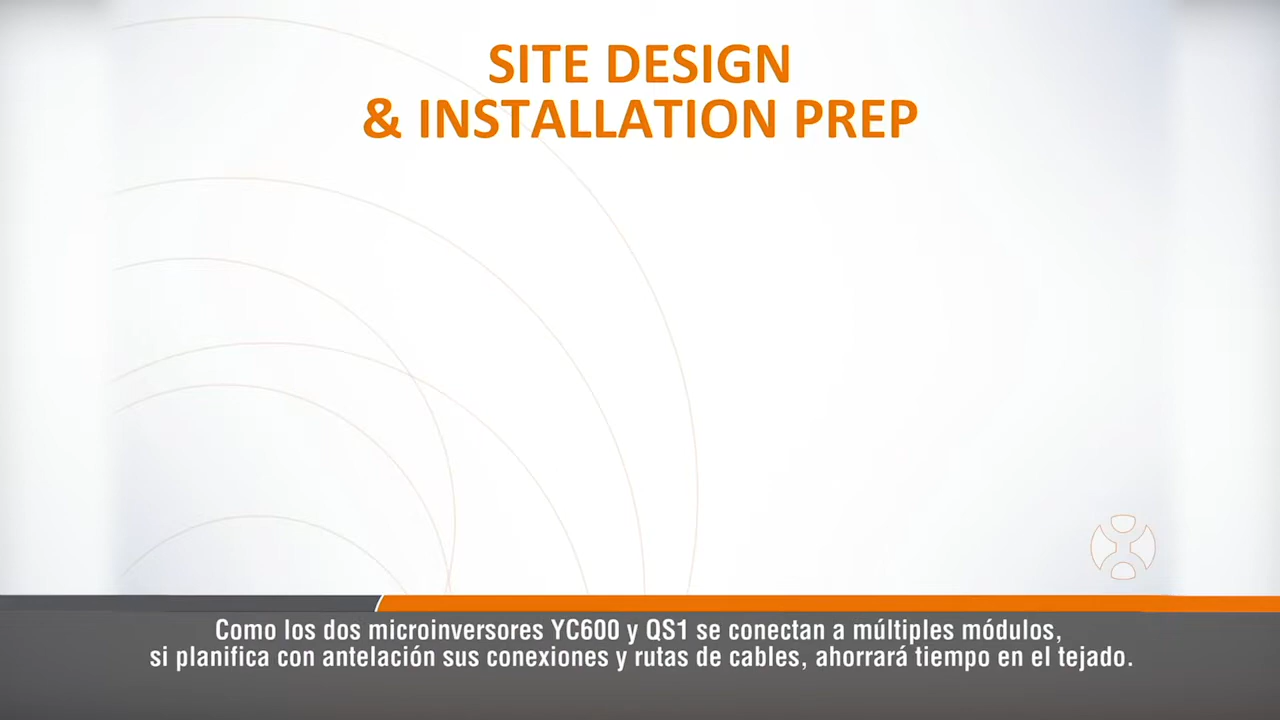 SITE DESIGN
& INSTALLATION PREP
Como los dos microinversores YC600 y QS1 se conectan a múltiples módulos,
si planifica con antelación sus conexiones y rutas de cables, ahorrará tiempo en el tejado.